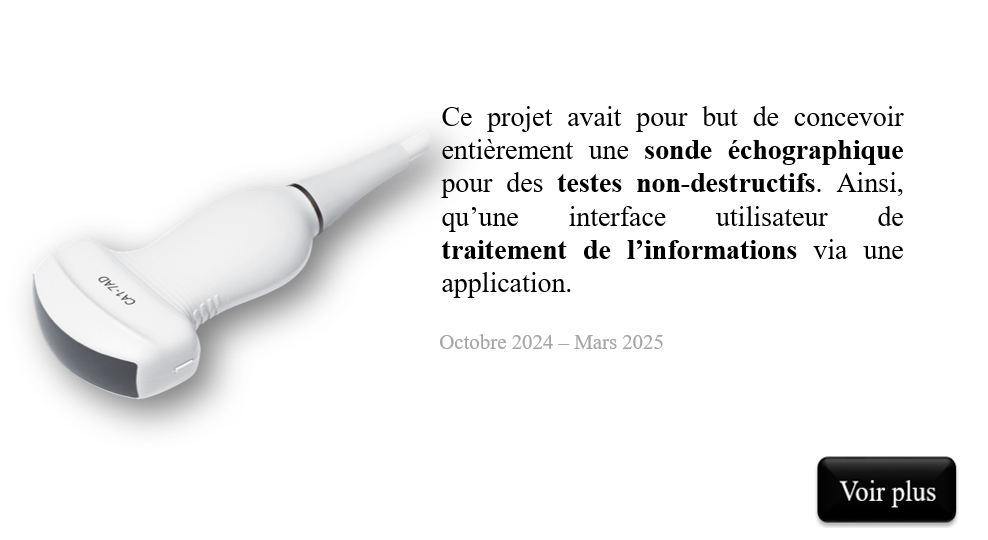 Ce projet avait pour but de concevoir
entièrement une sonde échographique
pour des testes non-destructifs. Ainsi,
qu’une interface utilisateur de
traitement de l’informations via une
application.
CA1-7AD
Octobre 2024 – Mars 2025
Voir plus